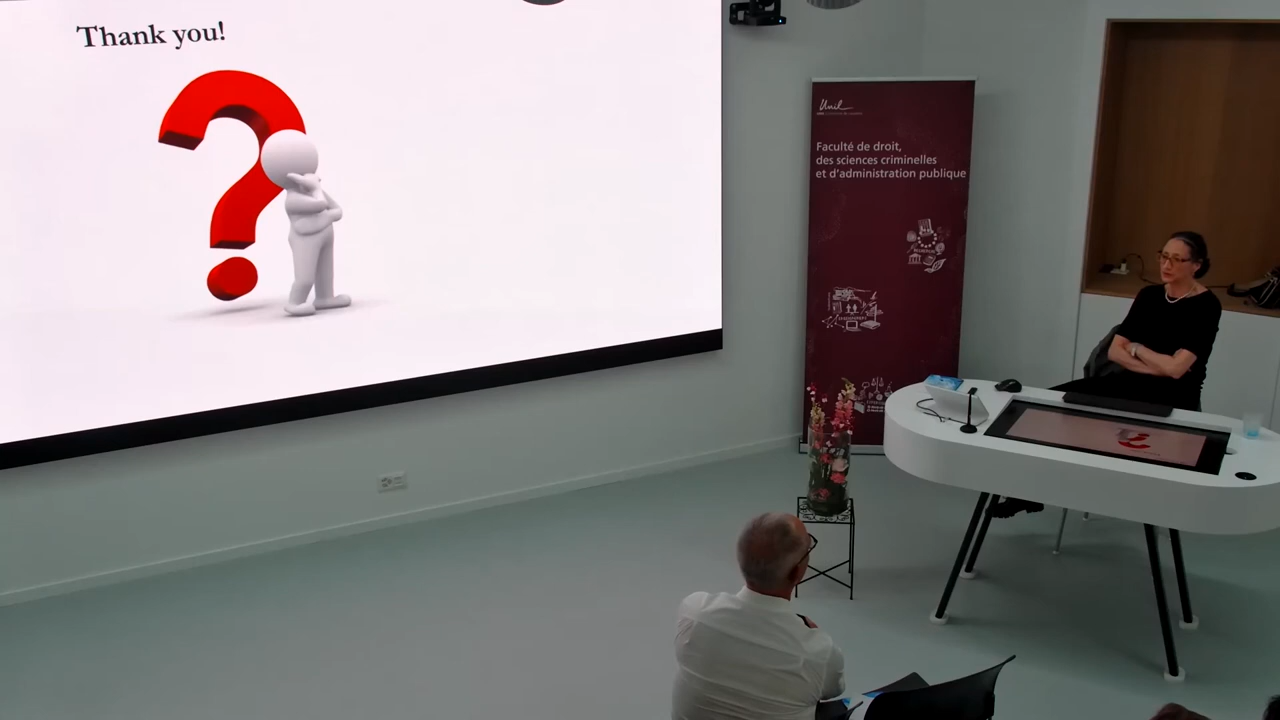 Thank you!
Unil
Faculté de droit,
des sciences criminelles
et d'administration publique